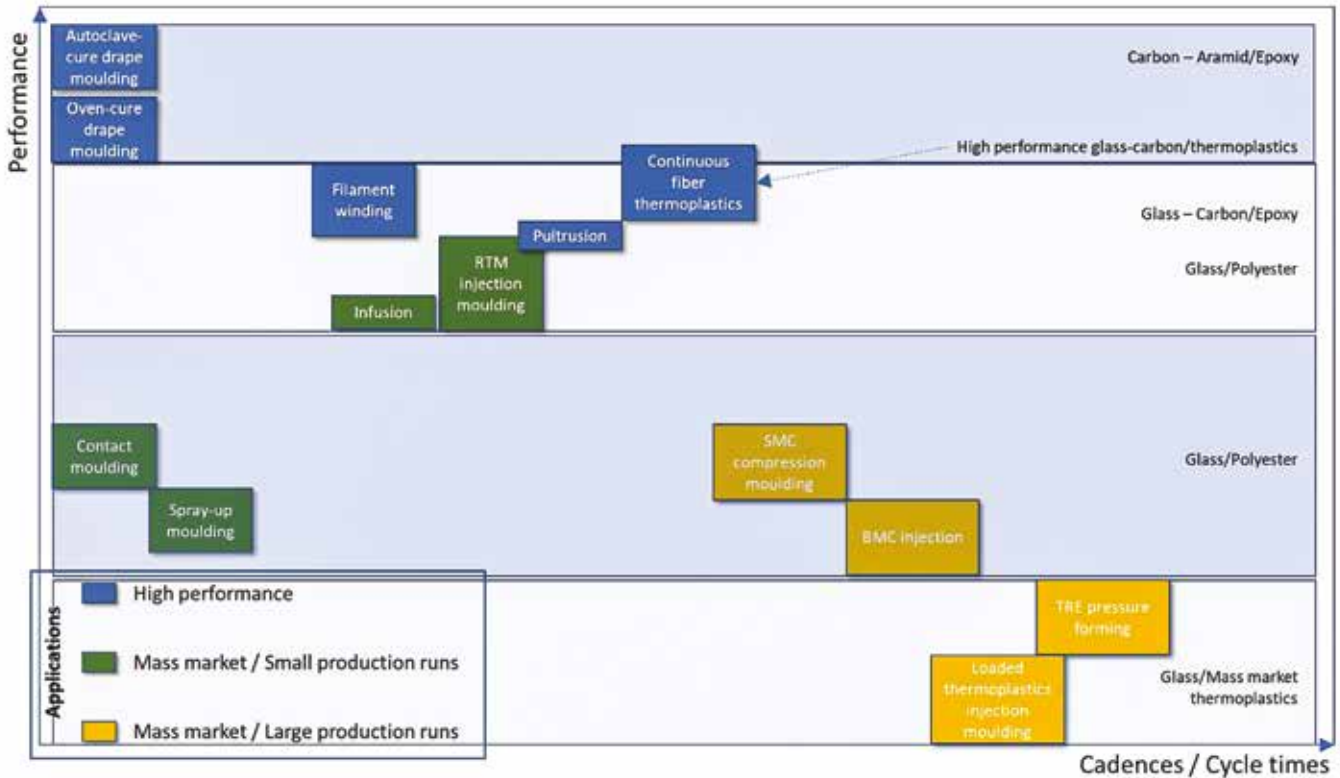 Performance
Autoclave-
cure drape
moulding
Carbon – Aramid/Epoxy
Oven-cure
drape
moulding
High performance glass-carbon/thermoplastics
Continuous
fiber
thermoplastics
Filament
winding
Glass – Carbon/Epoxy
Pultrusion
RTM
injection
moulding
Glass/Polyester
Infusion
Contact
moulding
SMC
compression
moulding
Glass/Polyester
Spray-up
moulding
BMC injection
Applications
High performance
Mass market / Small production runs
Mass market / Large production runs
TRE pressure
forming
Loaded
thermoplastics
injection
moulding
Glass/Mass market
thermoplastics
Cadences / Cycle times